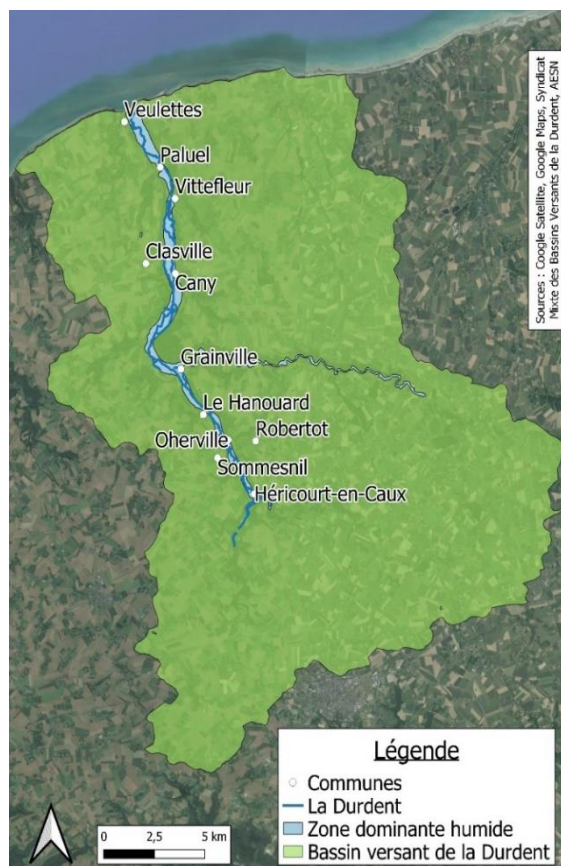 Sources : Coogle Satellite, Google Maps, Syndicat
Mixte des Bassins Versants de la Durdent, AESN
Veulettes
Paluel
Vittefleur
Clasville
Cany
Grainville
Le Hanouard
Oherville
Robertot
Sommesnil
Héricourt-en-Caux
Légende
Communes
La Durdent
Zone dominante humide
Bassin versant de la Durdent
0 2,5 5 km